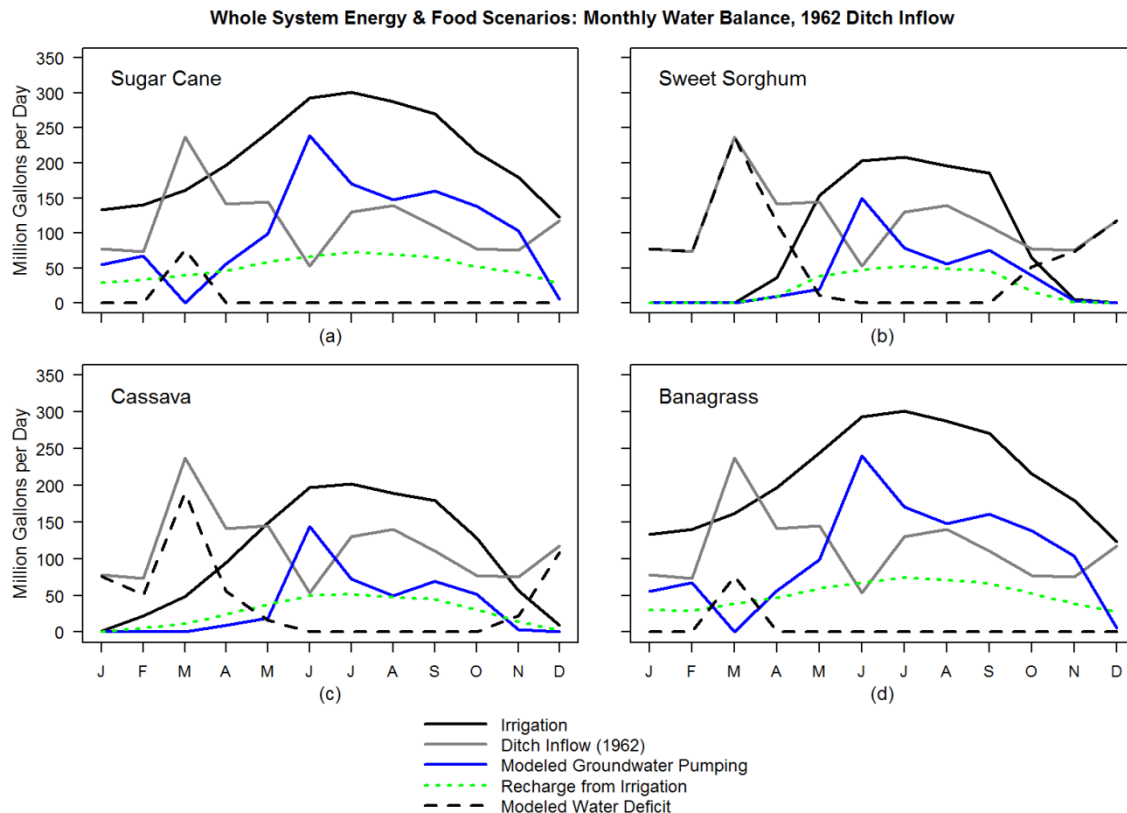 Whole System Energy & Food Scenarios: Monthly Water Balance, 1962 Ditch Inflow
Million Gallons per Day
350
300
250
200
150
100
50
0
Sugar Cane
(a)
Sweet Sorghum
(b)
Million Gallons per Day
350
300
250
200
150
100
50
0
Cassava
J F M A M J J A S O N D
(c)
Banagrass
J F M A M J J A S O N D
(d)
Irrigation
Ditch Inflow (1962)
Modeled Groundwater Pumping
Recharge from Irrigation
Modeled Water Deficit